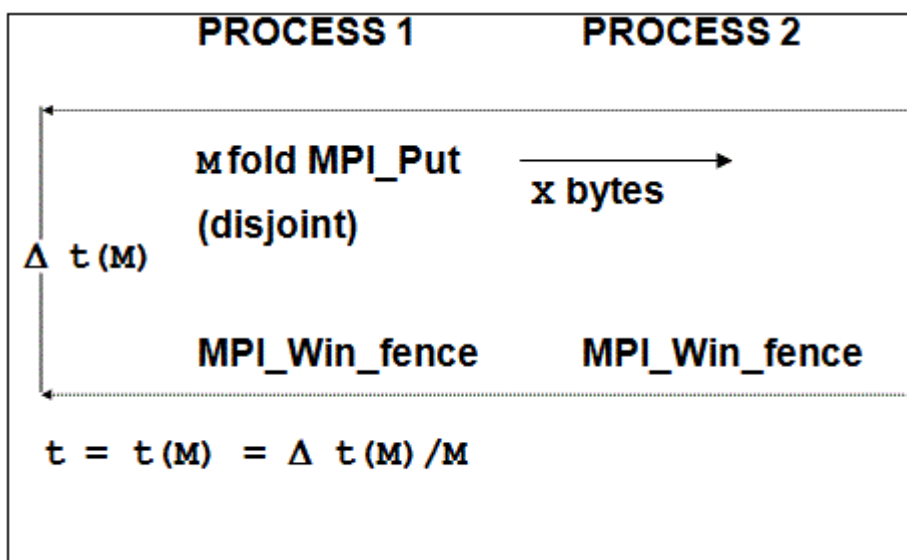 PROCESS 1 PROCESS 2
M fold MPI_Put
x bytes
(disjoint)
Δ t(M)
MPI_Win_fence MPI_Win_fence
t = t(M) = Δ t(M)/M